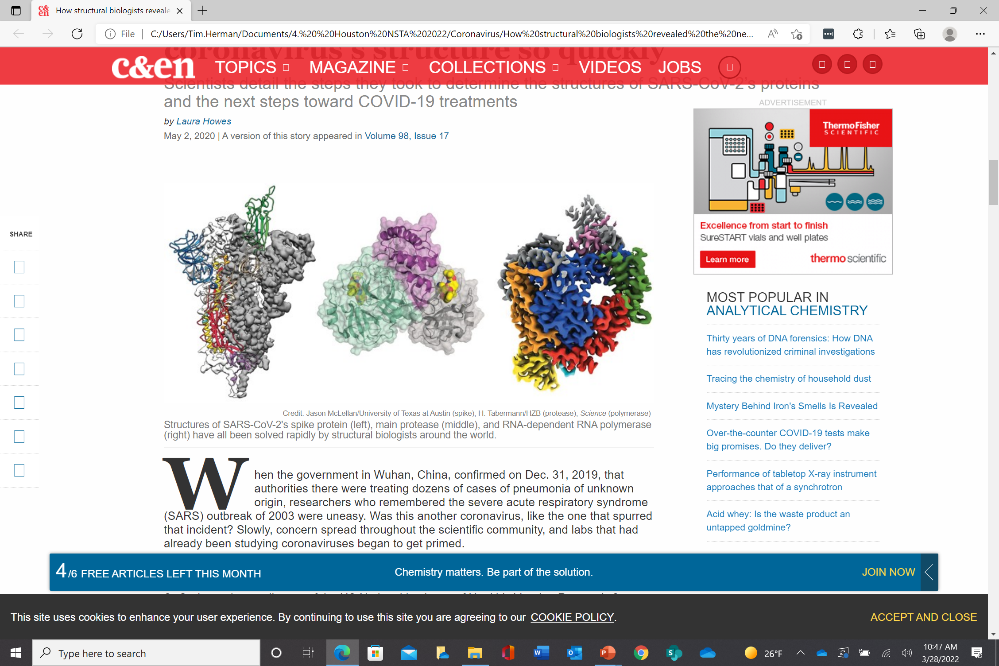 c& en
How structural biologists reveale
File
C:/Users/Tim.Herman/Documents/4.%20%20Houston%20NSTA%202022/Coronavirus/How%20structural%20biologists%20revealed%20the%20ne...
coronavirus's structure so quickly
c&en
TOPICS
MAGAZINE
COLLECTIONS
VIDEOS
JOBS
Scientists detail the steps they took to determine the structures of SARS-CoV-2's proteins
and the next steps toward COVID-19 treatments
by Laura Howes
May 2, 2020 | A version of this story appeared in Volume 98, Issue 17
SHARE
Credit: Jason McLellan/University of Texas at Austin (spike); H. Tabermann/HZB (protease); Science (polymerase)
Structures of SARS-CoV-2's spike protein (left), main protease (middle), and RNA-dependent RNA polymerase
(right) have all been solved rapidly by structural biologists around the world.
When the government in Wuhan, China, confirmed on Dec. 31, 2019, that
authorities there were treating dozens of cases of pneumonia of unknown
origin, researchers who remembered the severe acute respiratory syndrome
(SARS) outbreak of 2003 were uneasy. Was this another coronavirus, like the one that spurred
that incident? Slowly, concern spread throughout the scientific community, and labs that had
already been studying coronaviruses began to get primed.
ADVERTISEMENT
ThermoFisher
SCIENTIFIC
Excellence from start to finish
SureSTART vials and well plates
Learn more
thermo scientific
MOST POPULAR IN
ANALYTICAL CHEMISTRY
Thirty years of DNA forensics: How DNA
has revolutionized criminal investigations
Tracing the chemistry of household dust
Mystery Behind Iron's Smells Is Revealed
Over-the-counter COVID-19 tests make
big promises. Do they deliver?
Performance of tabletop X-ray instrument
approaches that of a synchrotron
Acid whey: Is the waste product an
untapped goldmine?
4/6 FREE ARTICLES LEFT THIS MONTH
Chemistry matters. Be part of the solution.
JOIN NOW
This site uses cookies to enhance your user experience. By continuing to use this site you are agreeing to our COOKIE POLICY.
ACCEPT AND CLOSE
Type here to search
26°F
10:47 AM
3/28/2022